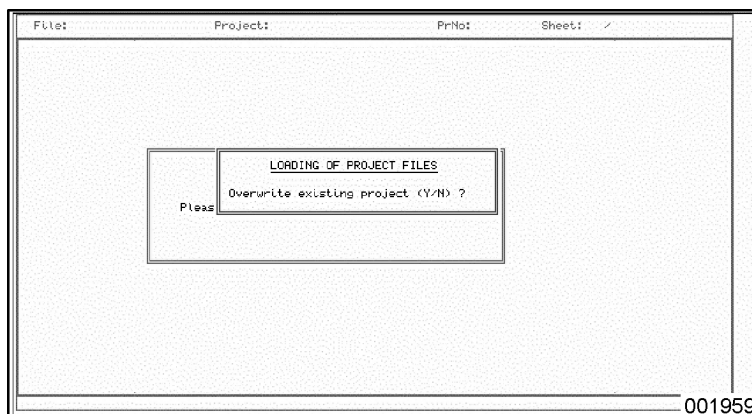 File: Project: PrNo: Sheet: /
LOADING OF PROJECT FILES
Overwrite existing project (Y/N) ?
Pleas
001959